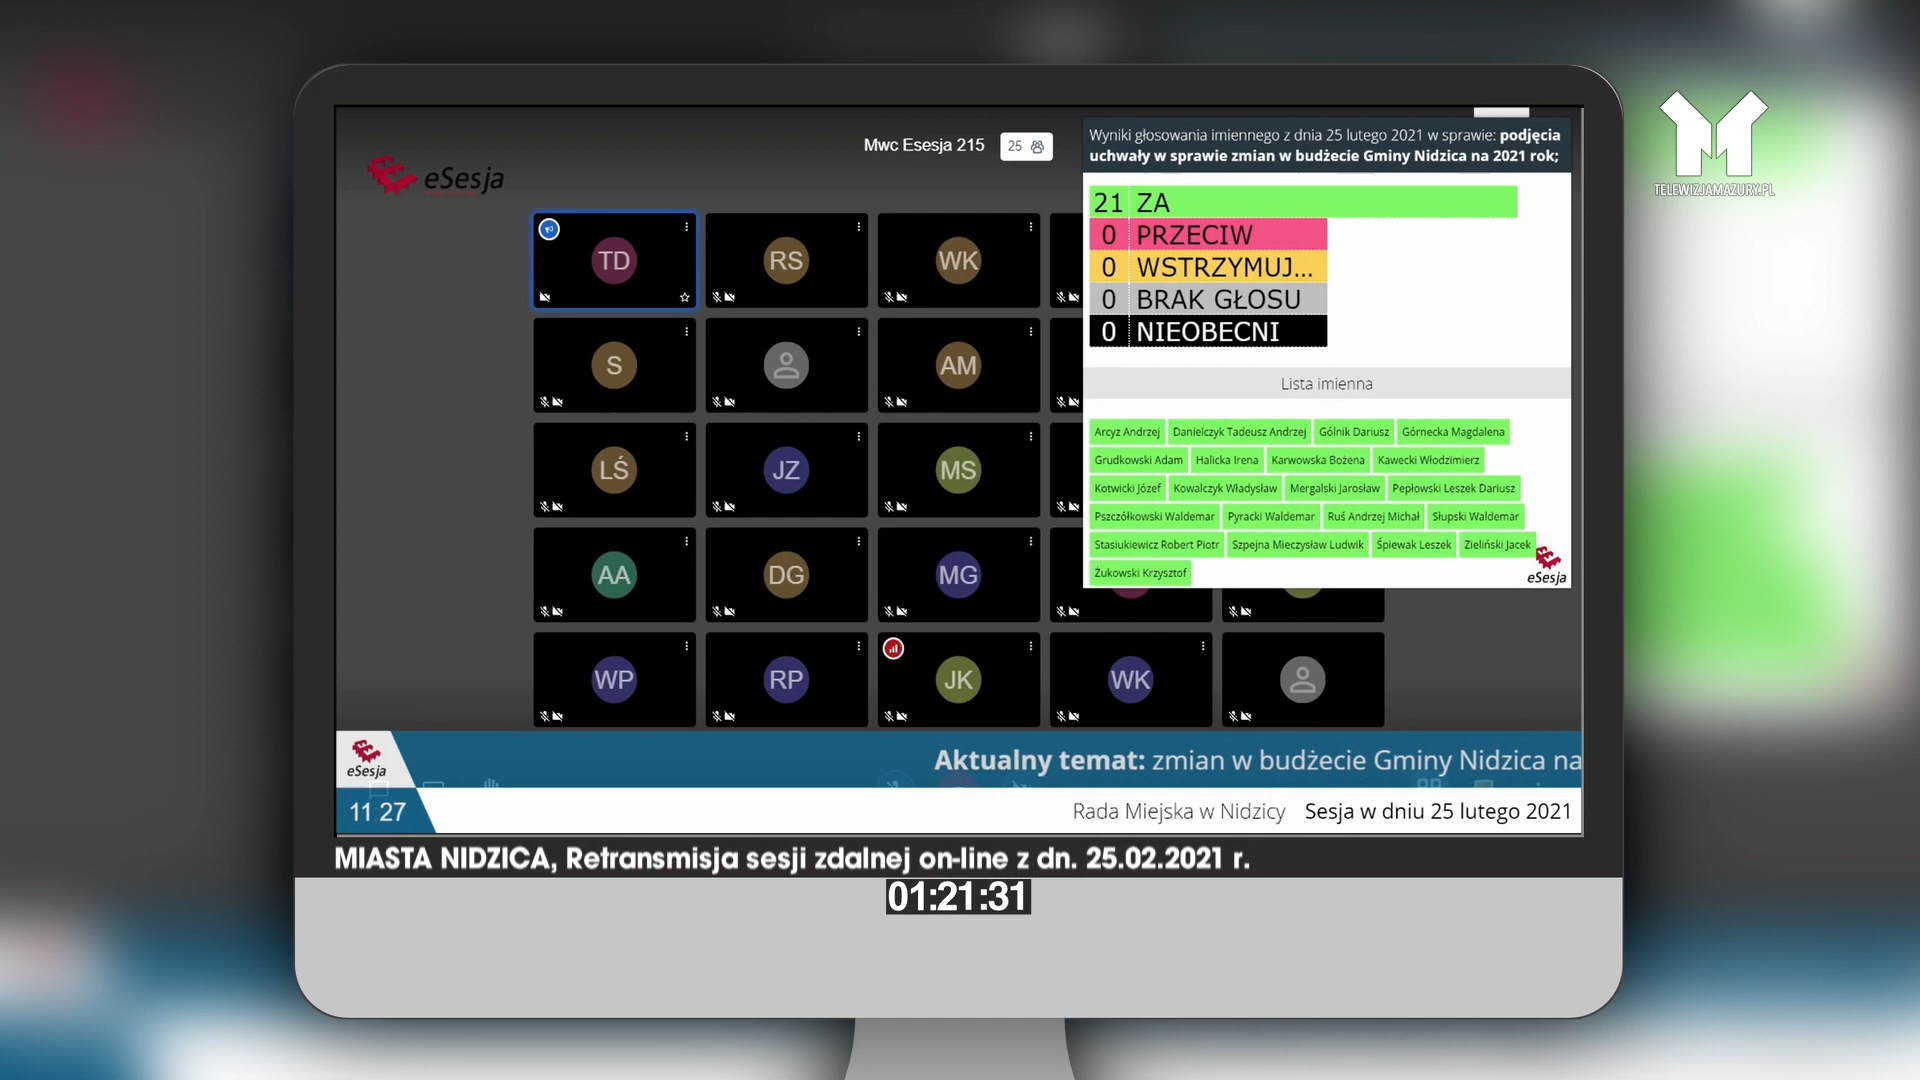 TELEWIZJAMAZURY.PL
eSesja
Mwc Esesja 215
25
Wyniki głosowania imiennego z dnia 25 lutego 2021 w sprawie: podjęcia
uchwały w sprawie zmian w budżecie Gminy Nidzica na 2021 rok;
21 ZA
0 PRZECIW
0 WSTRZYMUJ...
0 BRAK GŁOSU
0 NIEOBECNI
Lista imienna
Arcyz Andrzej Danielczyk Tadeusz Andrzej Gólnik Dariusz Górnecka Magdalena
Grudkowski Adam Halicka Irena Karwowska Bożena Kawecki Włodzimierz
Kotwicki Józef Kowalczyk Władysław Mergalski Jarosław Pepłowski Leszek Dariusz
Pszczółkowski Waldemar Pyracki Waldemar Ruś Andrzej Michał Słupski Waldemar
Stasiukiewicz Robert Piotr Szpejna Mieczysław Ludwik Śpiewak Leszek Zieliński Jacek
Żukowski Krzysztof
eSesja
TD RS WK
S AM
LŚ JZ MS
AA DG MG
WP RP JK WK
eSesja
Aktualny temat: zmian w budżecie Gminy Nidzica na
11 27
Rada Miejska w Nidzicy Sesja w dniu 25 lutego 2021
MIASTA NIDZICA, Retransmisja sesji zdalnej on-line z dn. 25.02.2021 r.
01:21:31